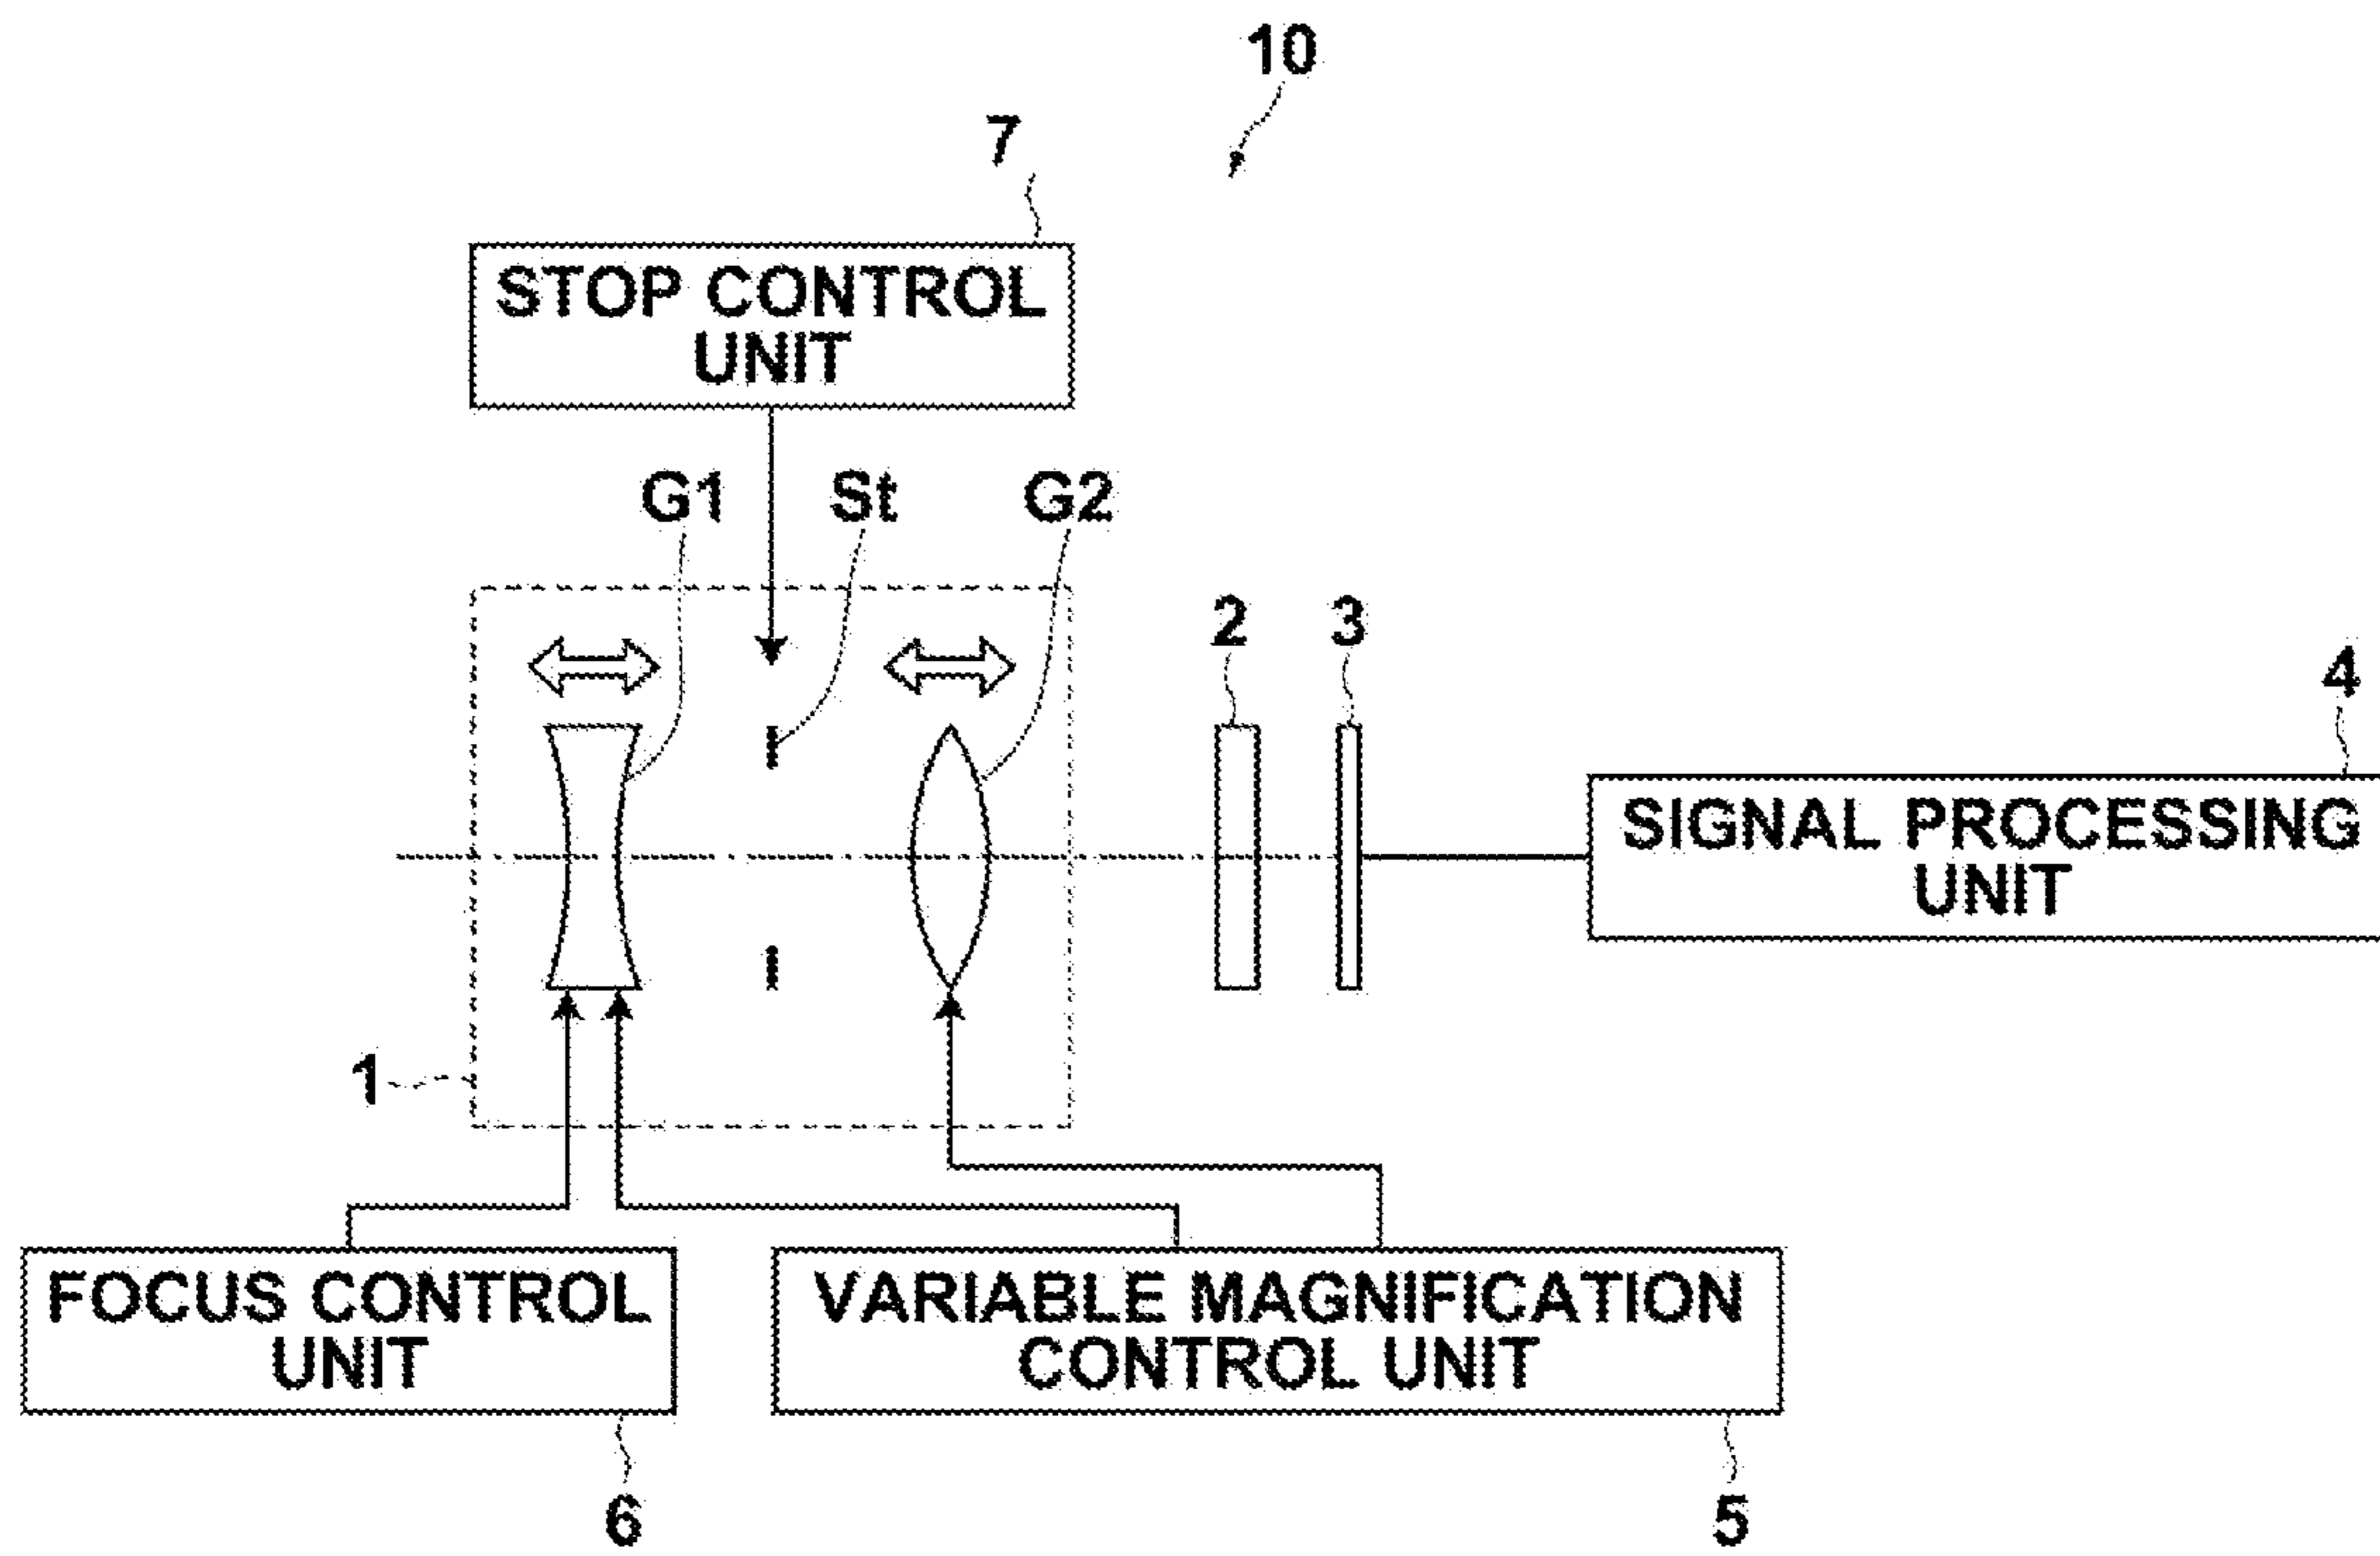 10
7
STOP CONTROL
UNIT
G1
St
G2
2
3
4
SIGNAL PROCESSING
UNIT
1
FOCUS CONTROL
UNIT
VARIABLE MAGNIFICATION
CONTROL UNIT
6
5